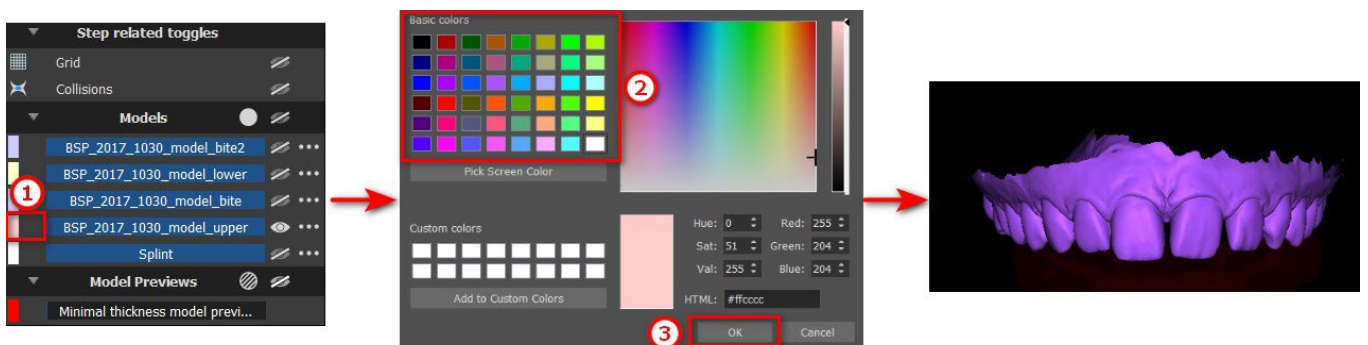 Step related toggles
Grid
Collisions
Models
BSP_2017_1030_model_bite2
BSP_2017_1030_model_lower
1
BSP_2017_1030_model_bite
BSP_2017_1030_model_upper
Splint
Model Previews
Minimal thickness model previ...
Basic colors
2
Pick Screen Color
Custom colors
Add to Custom Colors
Hue: 0 Red: 255
Sat: 51 Green: 204
Val: 255 Blue: 204
HTML: #ffcccc
3
OK Cancel